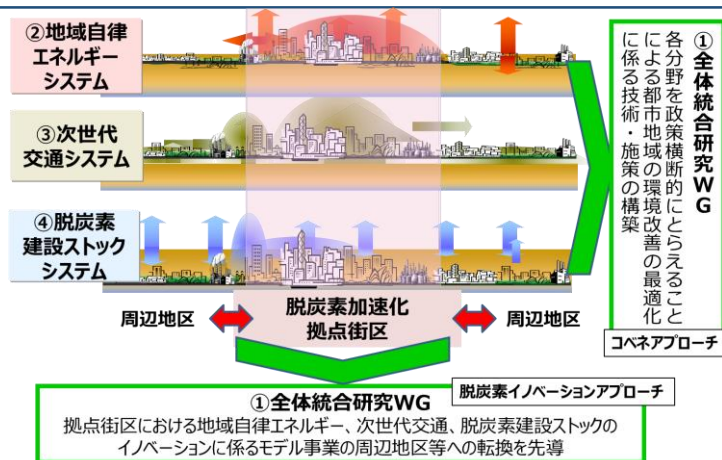 ②地域自律
エネルギー
システム
③次世代
交通システム
④脱炭素
建設ストック
システム
周辺地区
脱炭素加速化
拠点街区
周辺地区
①全体統合研究WG
各分野を政策横断的にとらえること
による都市地域の環境改善の最適化
に係る技術・施策の構築
コベネアプローチ
脱炭素イノベーションアプローチ
①全体統合研究WG
拠点街区における地域自律エネルギー、次世代交通、脱炭素建設ストックの
イノベーションに係るモデル事業の周辺地区等への転換を先導